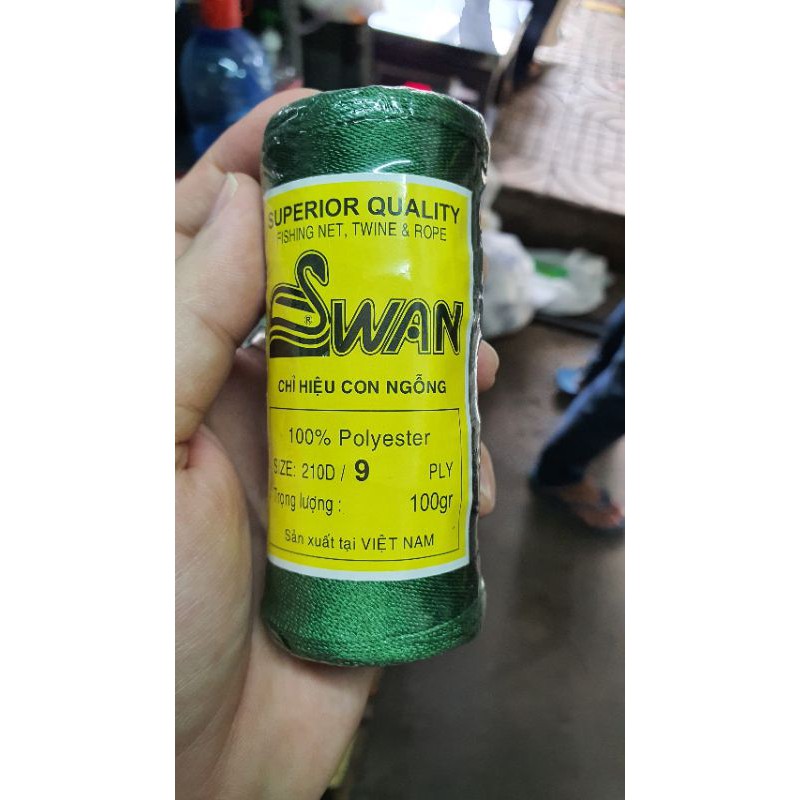 SUPERIOR QUALITY
FISHING NET, TWINE & ROPE
SWAN
®
CHỈ HIỆU CON NGỖNG
100% Polyester
SIZE: 210D / 9 PLY
Trọng lượng : 100gr
Sản xuất tại VIỆT NAM